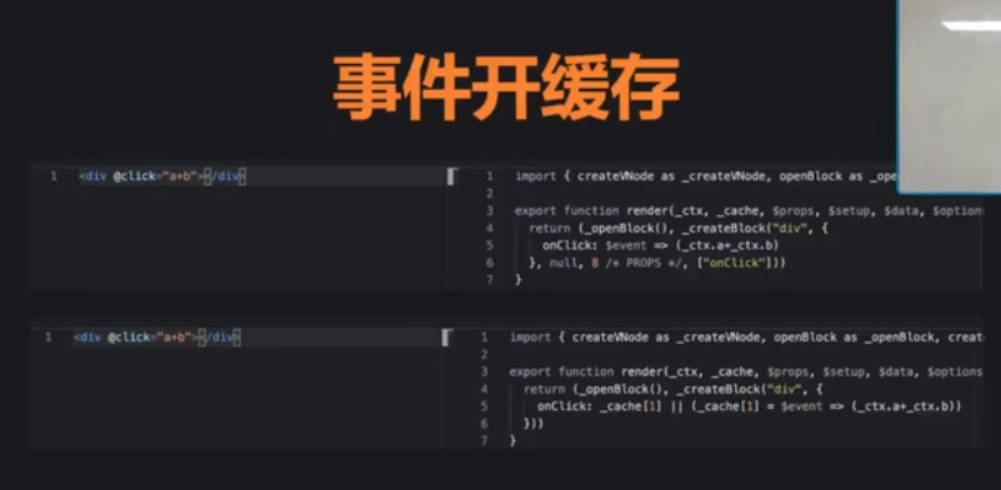 事件开缓存
1 <div @click="a+b"></div>
1 import { createVNode as _createVNode, openBlock as _ope
2
3 export function render(_ctx, _cache, $props, $setup, $data, $option
4 return (_openBlock(), _createBlock("div", {
5 onClick: $event => (_ctx.a+_ctx.b)
6 }, null, 8 /* PROPS */, ["onClick"]))
7 }
1 <div @click="a+b"></div>
1 import { createVNode as _createVNode, openBlock as _openBlock, creat
2
3 export function render(_ctx, _cache, $props, $setup, $data, $options
4 return (_openBlock(), _createBlock("div", {
5 onClick: _cache[1] || (_cache[1] = $event => (_ctx.a+_ctx.b))
6 }))
7 }